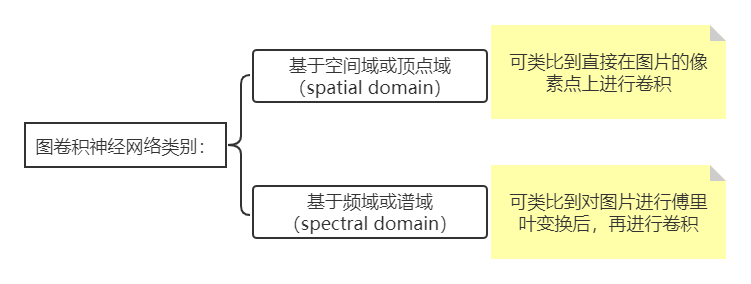 图卷积神经网络类别：
基于空间域或顶点域
（spatial domain）
可类比到直接在图片的像
素点上进行卷积
基于频域或谱域
（spectral domain）
可类比到对图片进行傅里
叶变换后，再进行卷积